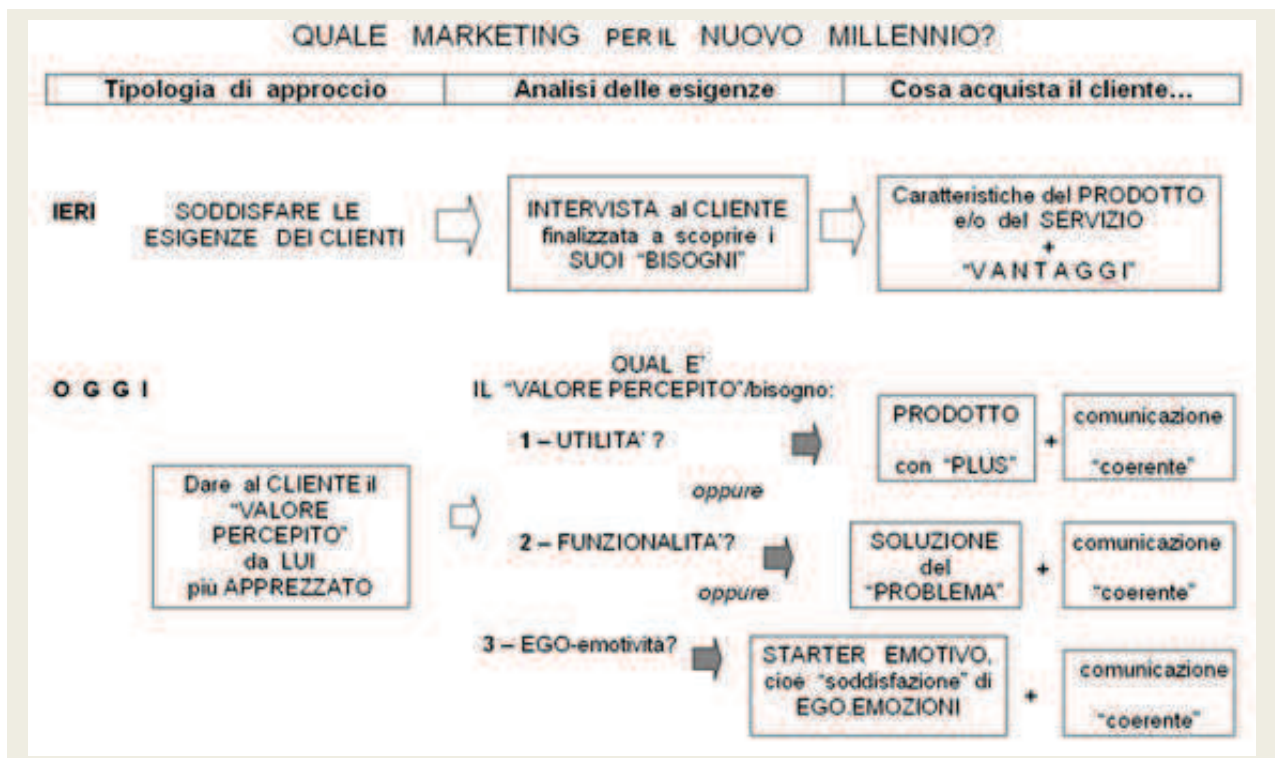 QUALE MARKETING PER IL NUOVO MILLENNIO?
Tipologia di approccio Analisi delle esigenze Cosa acquista il cliente...
IERI
SODDISFARE LE
ESIGENZE DEI CLIENTI
INTERVISTA al CLIENTE
finalizzata a scoprire i
SUOI "BISOGNI"
Caratteristiche del PRODOTTO
e/o del SERVIZIO
+
"V A N T A G G I"
O G G I
Dare al CLIENTE il
"VALORE
PERCEPITO"
da LUI
più APPREZZATO
QUAL E'
IL "VALORE PERCEPITO"/bisogno:
1 – UTILITA' ?
PRODOTTO
con "PLUS"
+
comunicazione
"coerente"
oppure
2 – FUNZIONALITA'?
SOLUZIONE
del
"PROBLEMA"
+
comunicazione
"coerente"
oppure
3 – EGO-emotività?
STARTER EMOTIVO,
cioè "soddisfazione" di
EGO.EMOZIONI
+
comunicazione
"coerente"